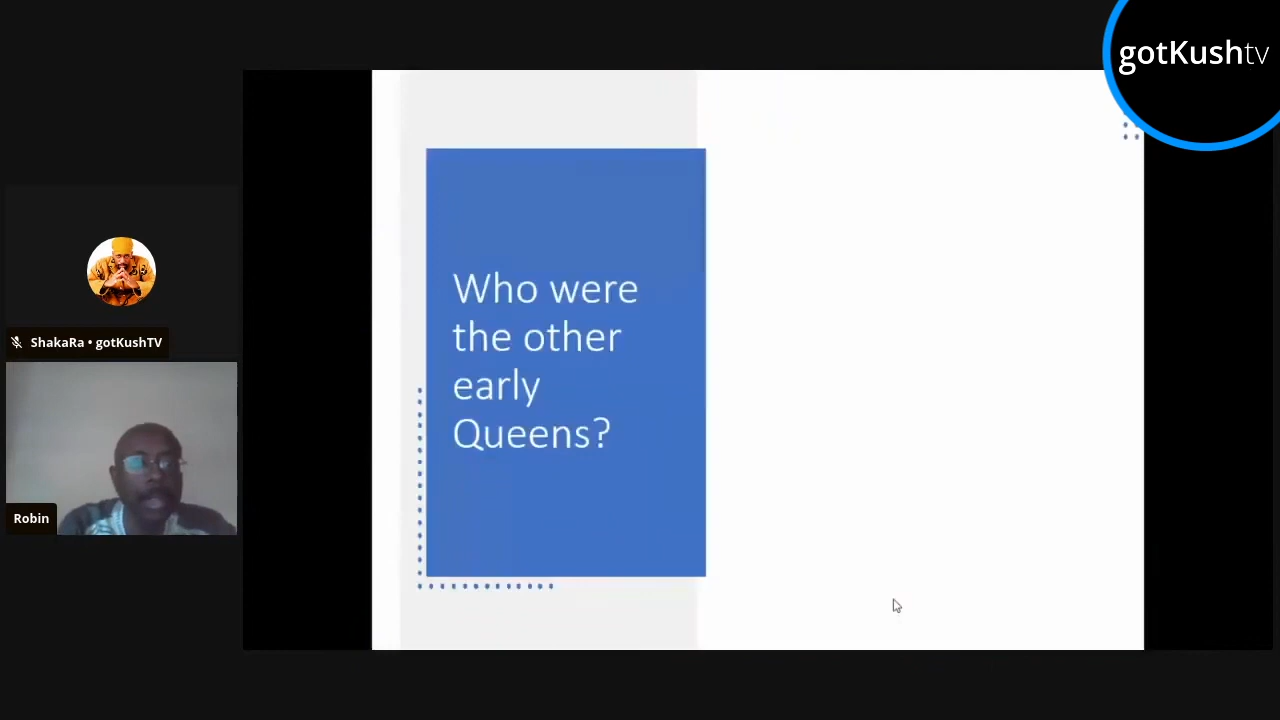 gotKushtv
Who were
the other
early
Queens?
ShakaRa • gotKushTV
Robin